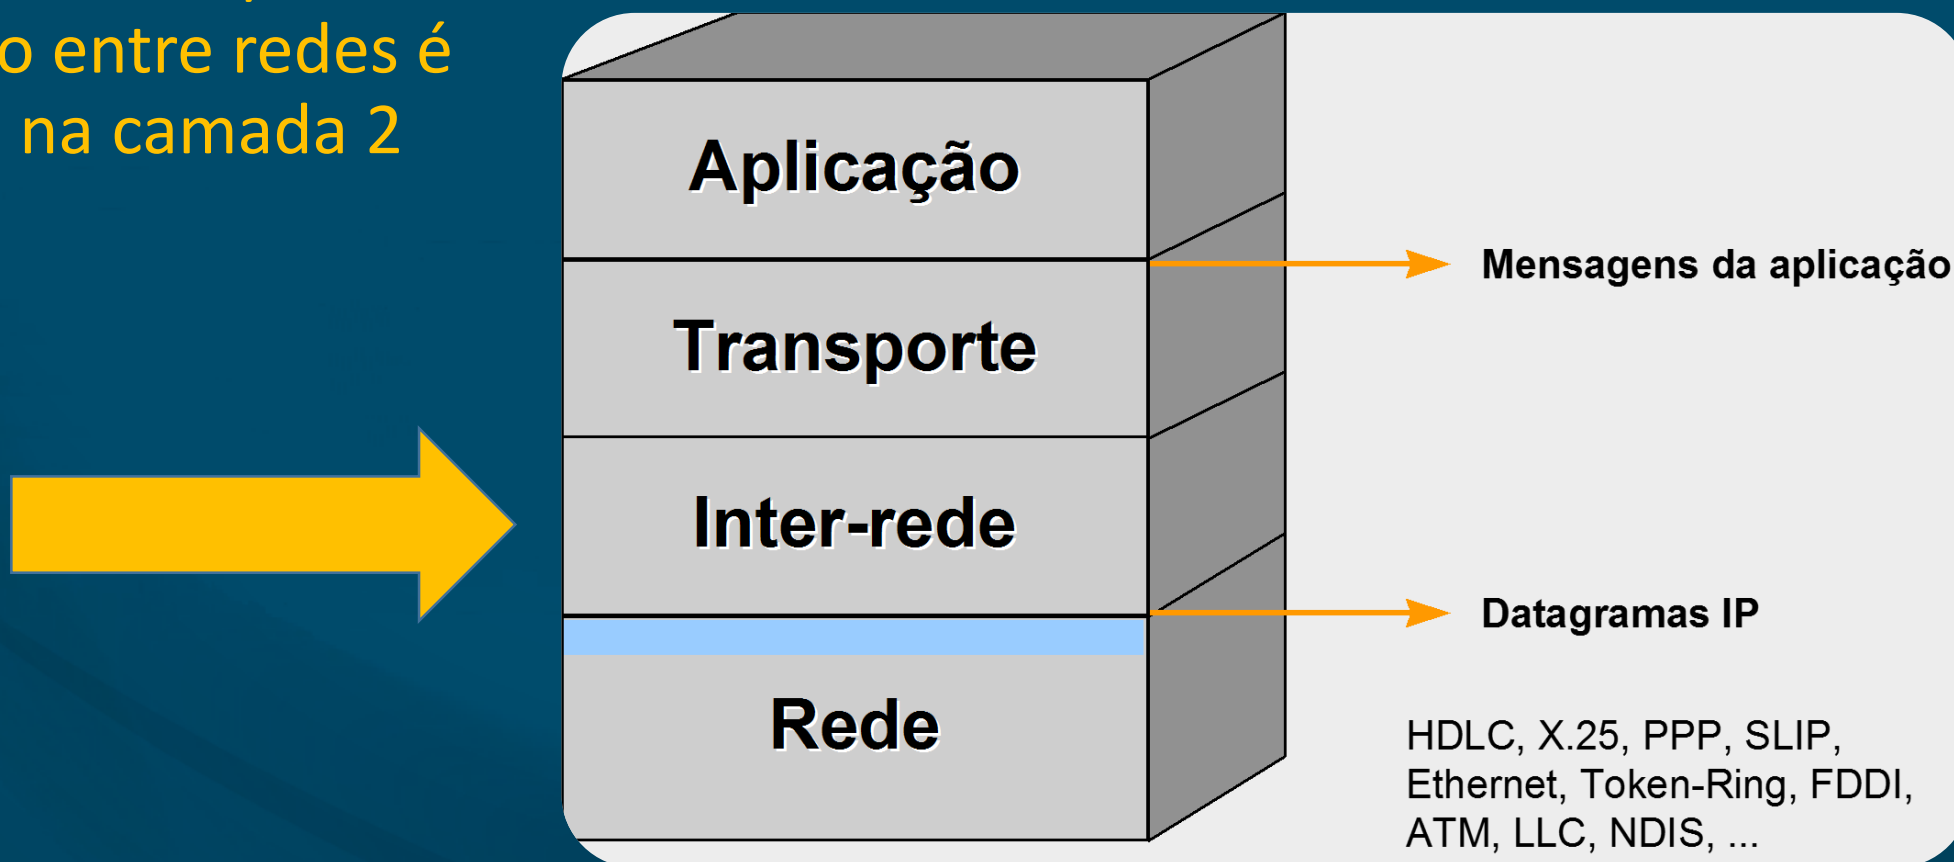 o entre redes é
na camada 2
Aplicação
Mensagens da aplicação
Transporte
Inter-rede
Datagramas IP
Rede
HDLC, X.25, PPP, SLIP,
Ethernet, Token-Ring, FDDI,
ATM, LLC, NDIS, ...